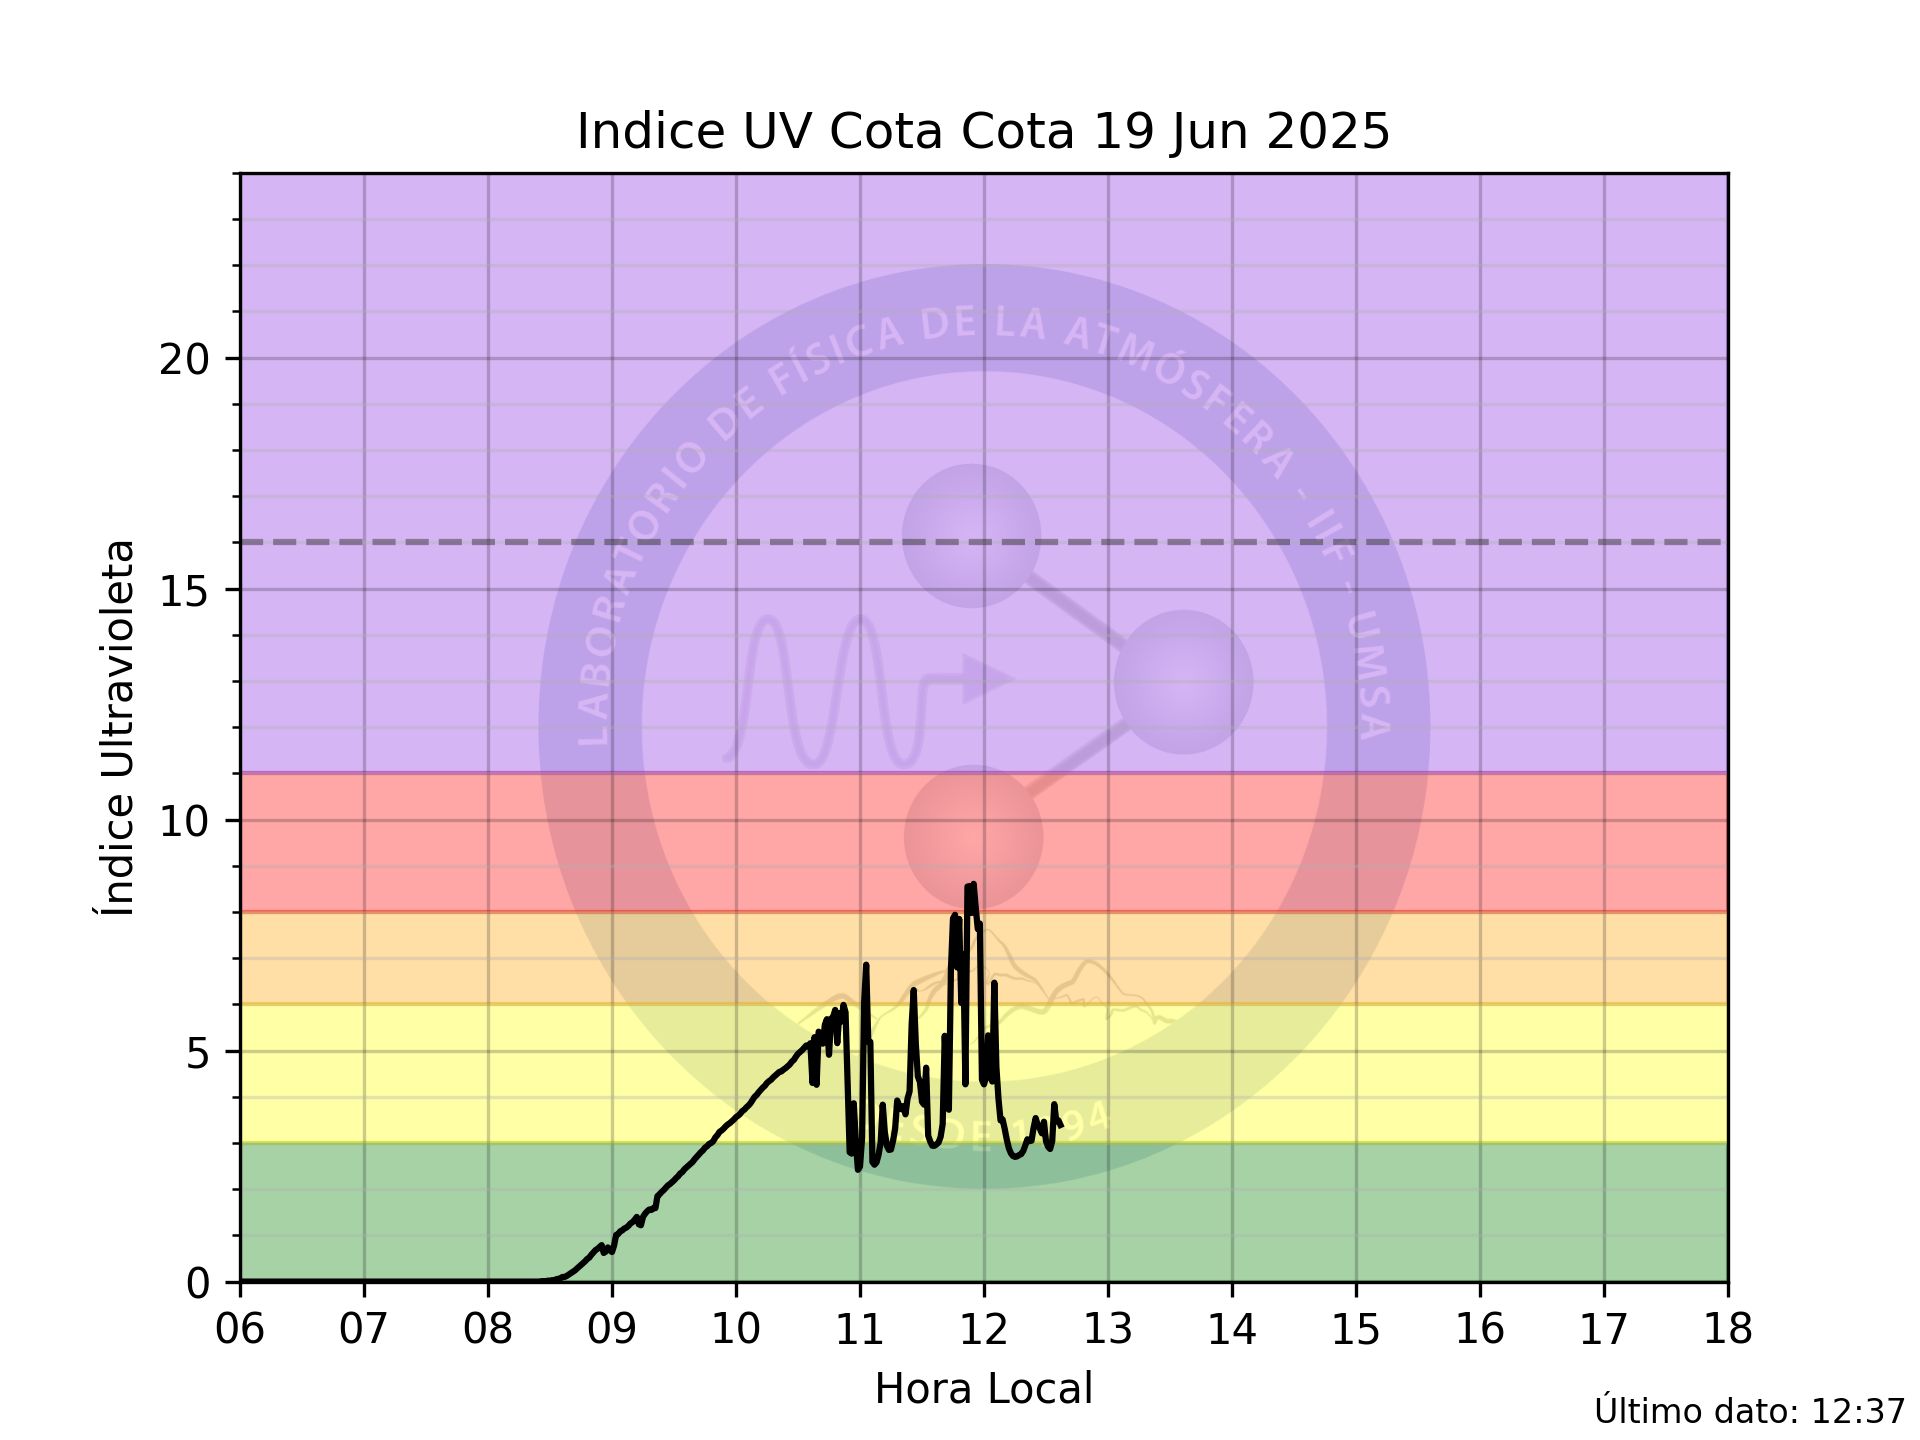 Indice UV Cota Cota 19 Jun 2025
LABORATORIO DE FÍSICA DE LA ATMÓSFERA - IIF - UMSA
Índice Ultravioleta
20
15
10
5
0
06 07 08 09 10 11 12 13 14 15 16 17 18
Hora Local
Último dato: 12:37